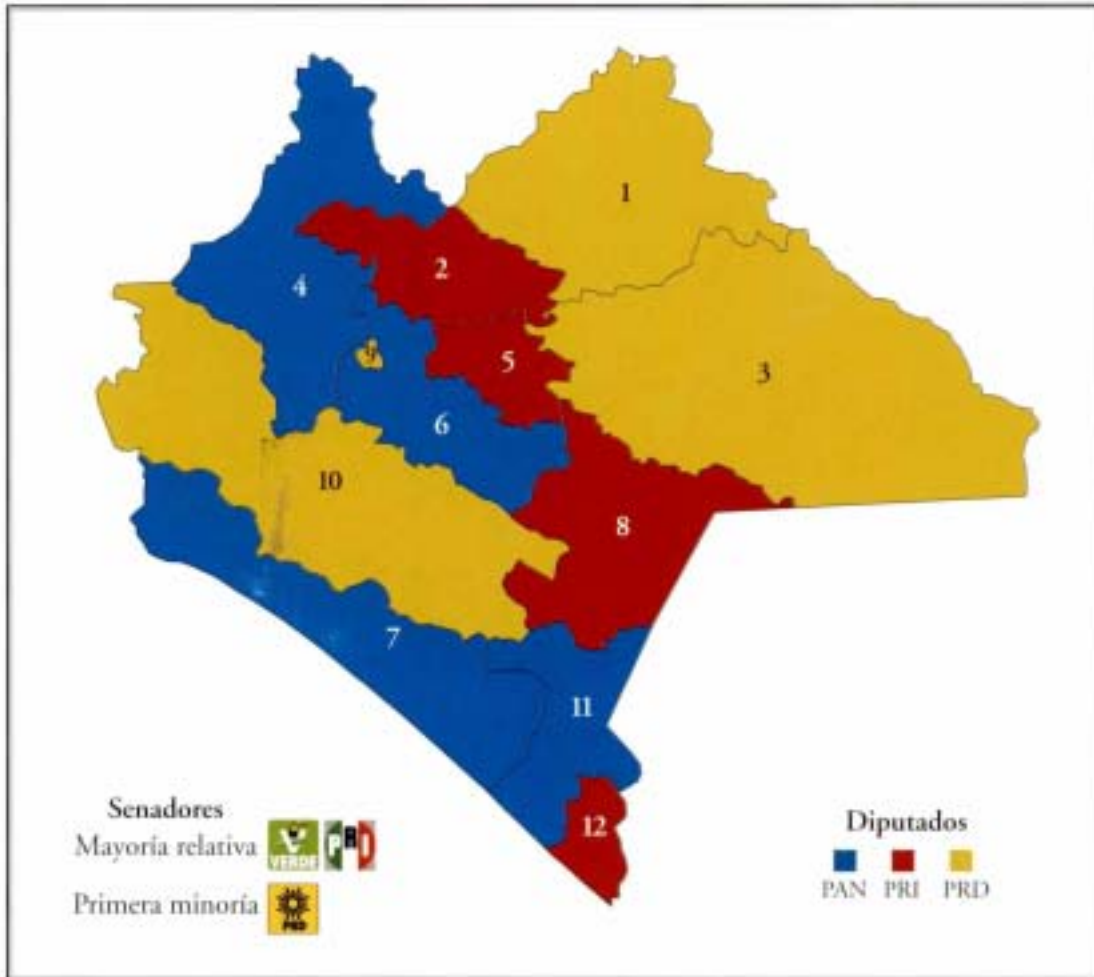 1
2
4
9
5
3
6
10
8
7
11
12
Senadores
Mayoría relativa VERDE PRI
Primera minoría PRD
Diputados
PAN PRI PRD